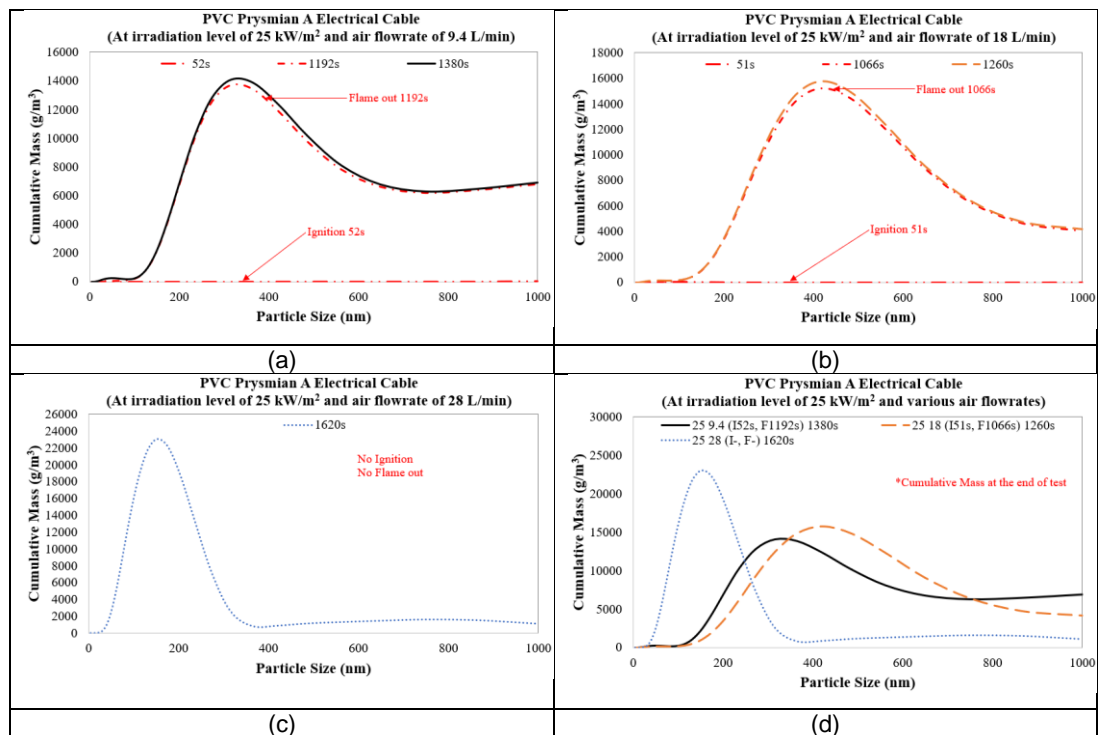 PVC Prysmian A Electrical Cable
(At irradiation level of 25 kW/m² and air flowrate of 9.4 L/min)
16000
14000
12000
10000
8000
6000
4000
2000
0
Cumulative Mass (g/m³)
52s 1192s 1380s
Flame out 1192s
Ignition 52s
0 200 400 600 800 1000
Particle Size (nm)
(a)
PVC Prysmian A Electrical Cable
(At irradiation level of 25 kW/m² and air flowrate of 18 L/min)
18000
16000
14000
12000
10000
8000
6000
4000
2000
0
Cumulative Mass (g/m³)
51s 1066s 1260s
Flame out 1066s
Ignition 51s
0 200 400 600 800 1000
Particle Size (nm)
(b)
PVC Prysmian A Electrical Cable
(At irradiation level of 25 kW/m² and air flowrate of 28 L/min)
26000
24000
22000
20000
18000
16000
14000
12000
10000
8000
6000
4000
2000
0
Cumulative Mass (g/m³)
1620s
No Ignition
No Flame out
0 200 400 600 800 1000
Particle Size (nm)
(c)
PVC Prysmian A Electrical Cable
(At irradiation level of 25 kW/m² and various air flowrates)
30000
25000
20000
15000
10000
5000
0
Cumulative Mass (g/m³)
25 9.4 (I52s, F1192s) 1380s 25 18 (I51s, F1066s) 1260s
25 28 (I-, F-) 1620s
*Cumulative Mass at the end of test
0 200 400 600 800 1000
Particle Size (nm)
(d)